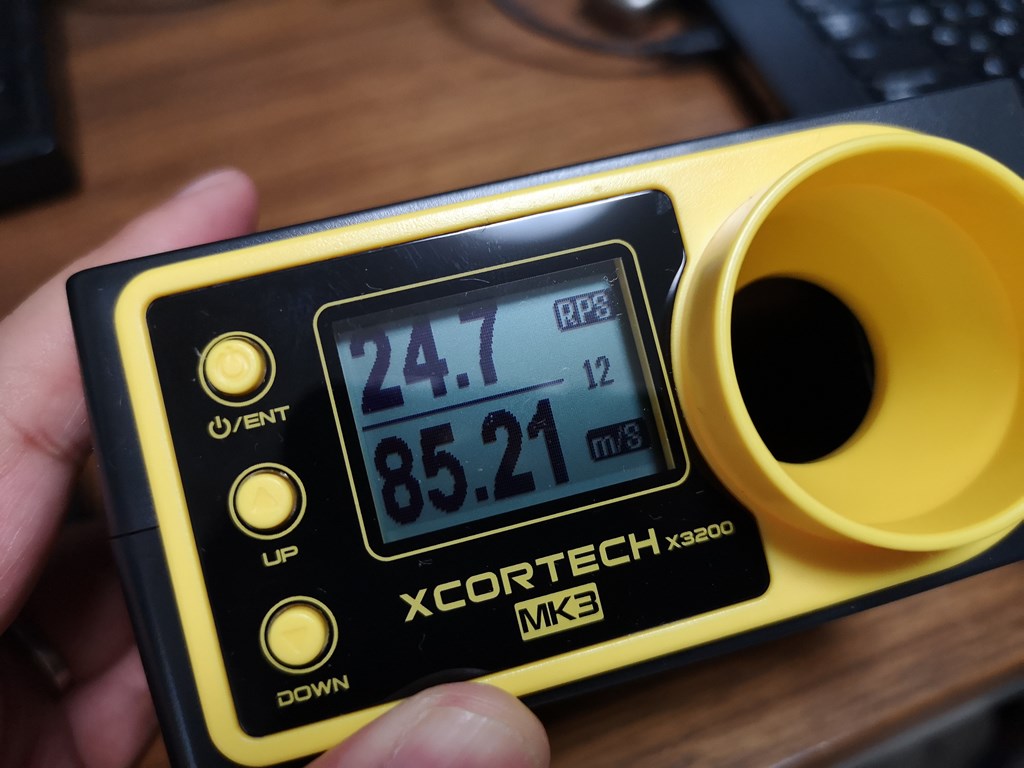 24.7 RPS
12
85.21 m/s
⏻/ENT
UP
DOWN
XCORTECH X3200
MK3